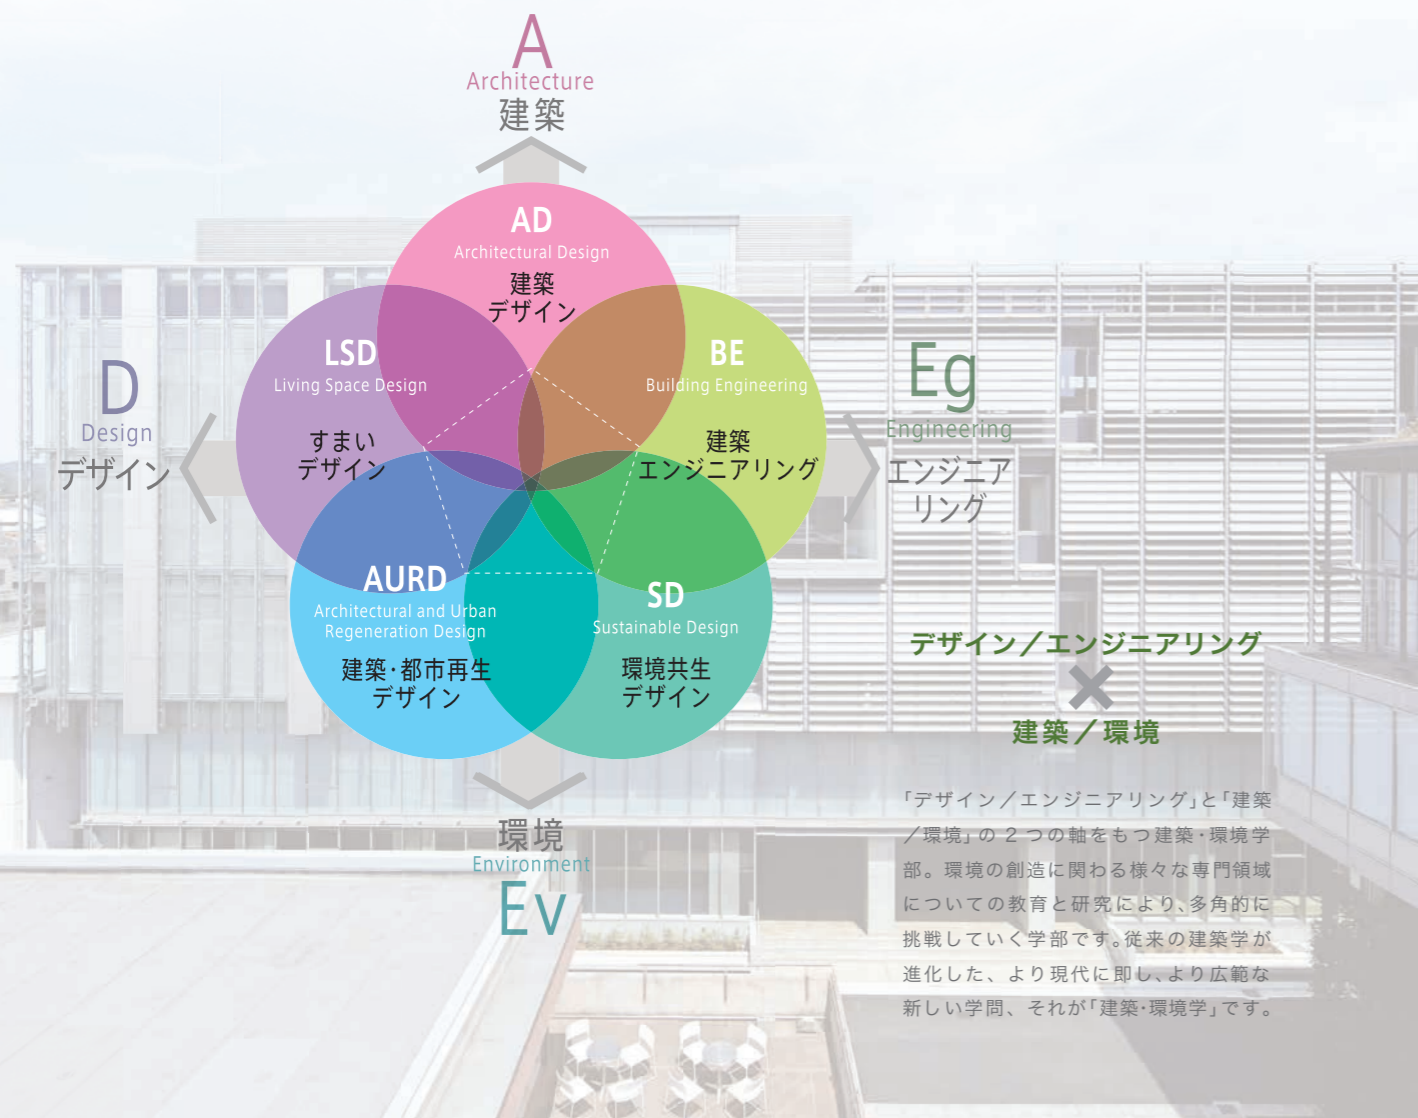 A
Architecture
建築
AD
Architectural Design
建築
デザイン
LSD
Living Space Design
すまい
デザイン
BE
Building Engineering
建築
エンジニアリング
D
Design
デザイン
Eg
Engineering
エンジニア
リング
AURD
Architectural and Urban
Regeneration Design
建築・都市再生
デザイン
SD
Sustainable Design
環境共生
デザイン
環境
Environment
Ev
デザイン／エンジニアリング
×
建築／環境
「デザイン／エンジニアリング」と「建築
／環境」の 2 つの軸をもつ建築・環境学
部。環境の創造に関わる様々な専門領域
についての教育と研究により、多角的に
挑戦していく学部です。従来の建築学が
進化した、より現代に即し、より広範な
新しい学問、それが「建築・環境学」です。